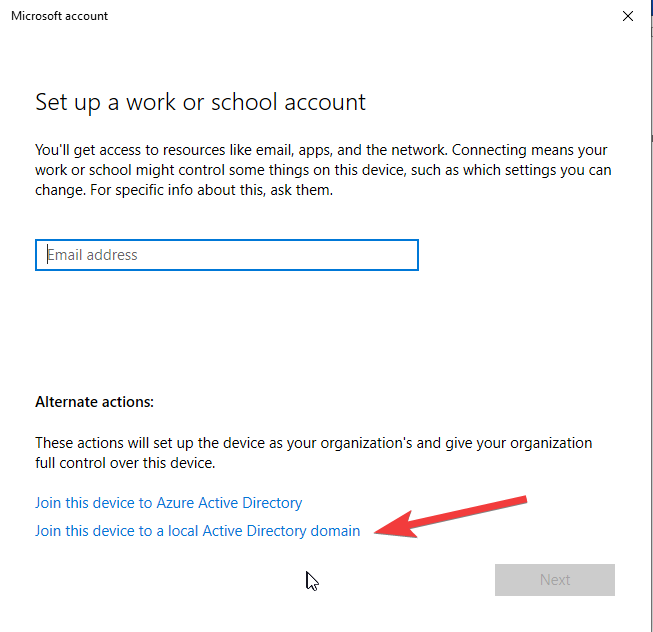 Microsoft account
Set up a work or school account
You'll get access to resources like email, apps, and the network. Connecting means your
work or school might control some things on this device, such as which settings you can
change. For specific info about this, ask them.
Email address
Alternate actions:
These actions will set up the device as your organization's and give your organization
full control over this device.
Join this device to Azure Active Directory
Join this device to a local Active Directory domain
Next